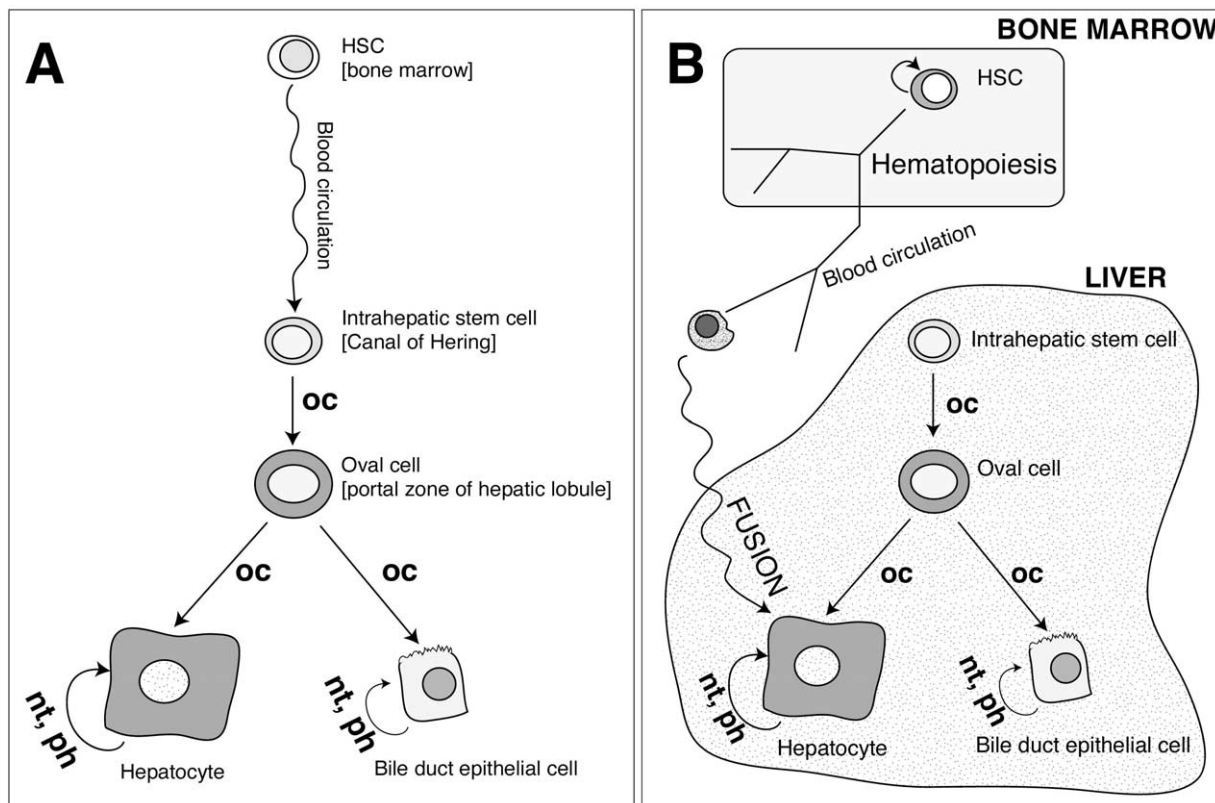 A
HSC
[bone marrow]
Blood circulation
Intrahepatic stem cell
[Canal of Hering]
oc
Oval cell
[portal zone of hepatic lobule]
oc
oc
nt, ph
nt, ph
Hepatocyte
Bile duct epithelial cell
B
BONE MARROW
HSC
Hematopoiesis
Blood circulation
LIVER
Intrahepatic stem cell
oc
Oval cell
FUSION
oc
oc
nt, ph
nt, ph
Hepatocyte
Bile duct epithelial cell